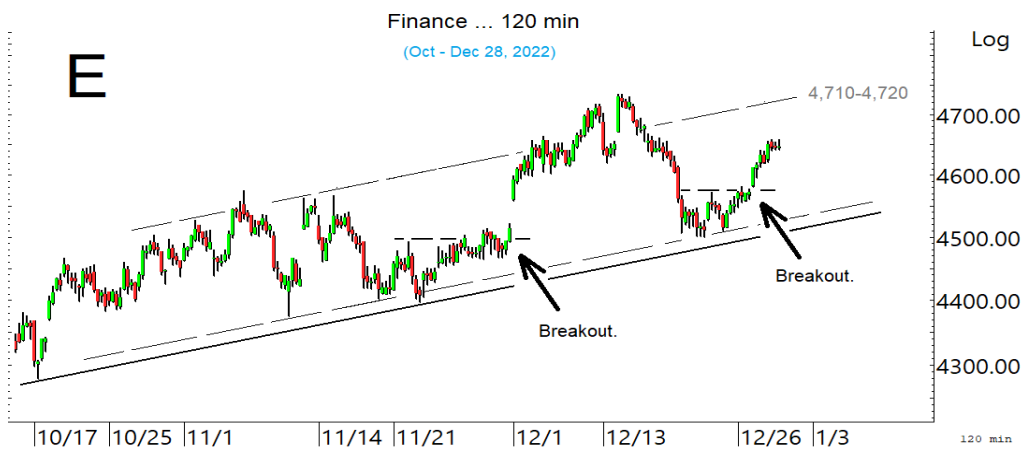 Finance ... 120 min
(Oct - Dec 28, 2022)
Log
E
4,710-4,720
4700.00
4600.00
4500.00
4400.00
4300.00
Breakout.
Breakout.
10/17 10/25 11/1 11/14 11/21 12/1 12/13 12/26 1/3
120 min